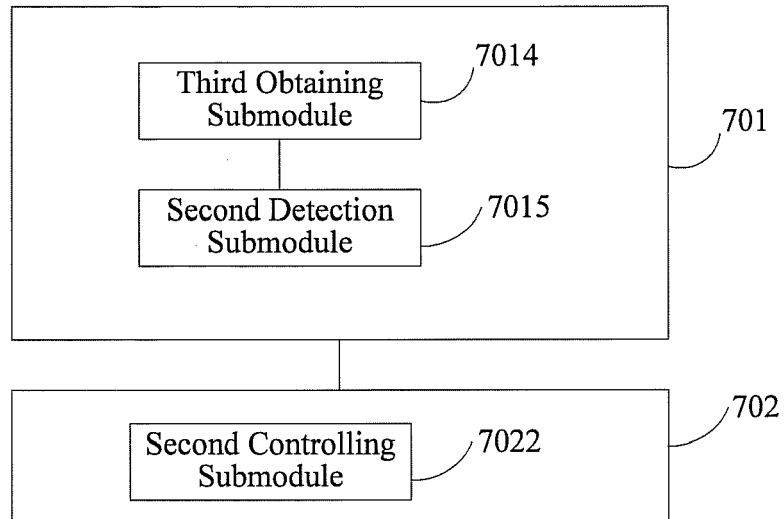 Third Obtaining
Submodule
7014
701
Second Detection
Submodule
7015
702
Second Controlling
Submodule
7022